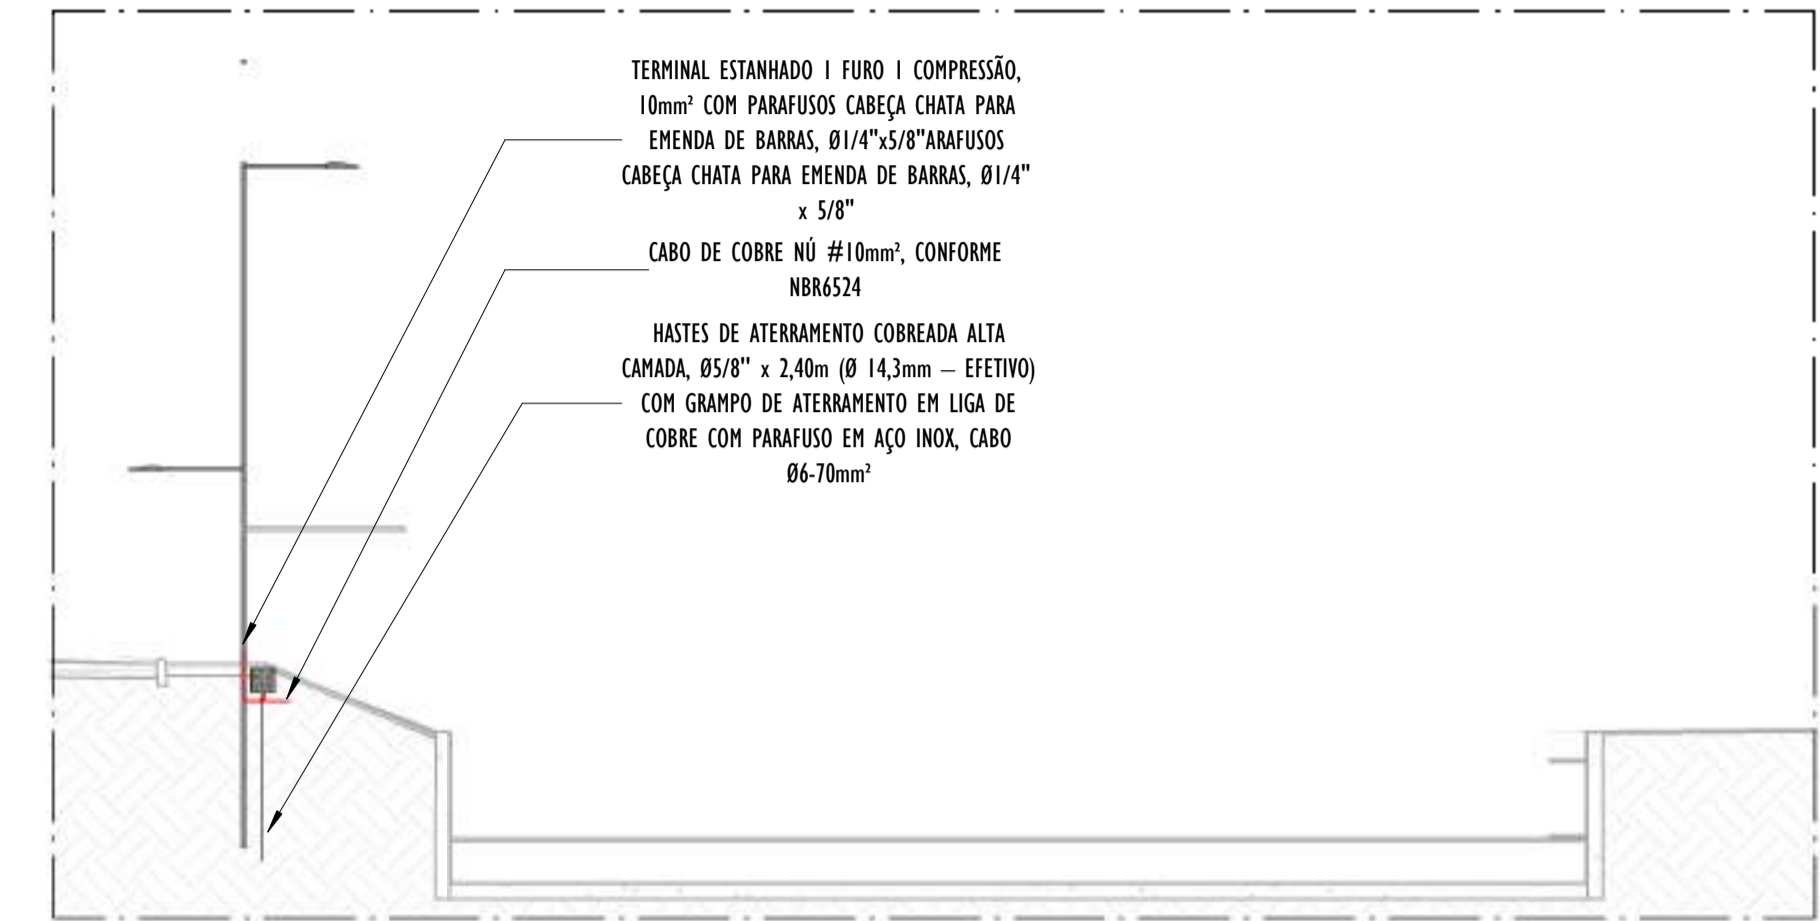 TERMINAL ESTANHADO 1 FURO 1 COMPRESSÃO,
10mm² COM PARAFUSOS CABEÇA CHATA PARA
EMENDA DE BARRAS, Ø1/4"x5/8"ARAFUSOS
CABEÇA CHATA PARA EMENDA DE BARRAS, Ø1/4"
x 5/8"
CABO DE COBRE NÚ #10mm², CONFORME
NBR6524
HASTES DE ATERRAMENTO COBREADA ALTA
CAMADA, Ø5/8" x 2,40m (Ø 14,3mm – EFETIVO)
COM GRAMPO DE ATERRAMENTO EM LIGA DE
COBRE COM PARAFUSO EM AÇO INOX, CABO
Ø6-70mm²